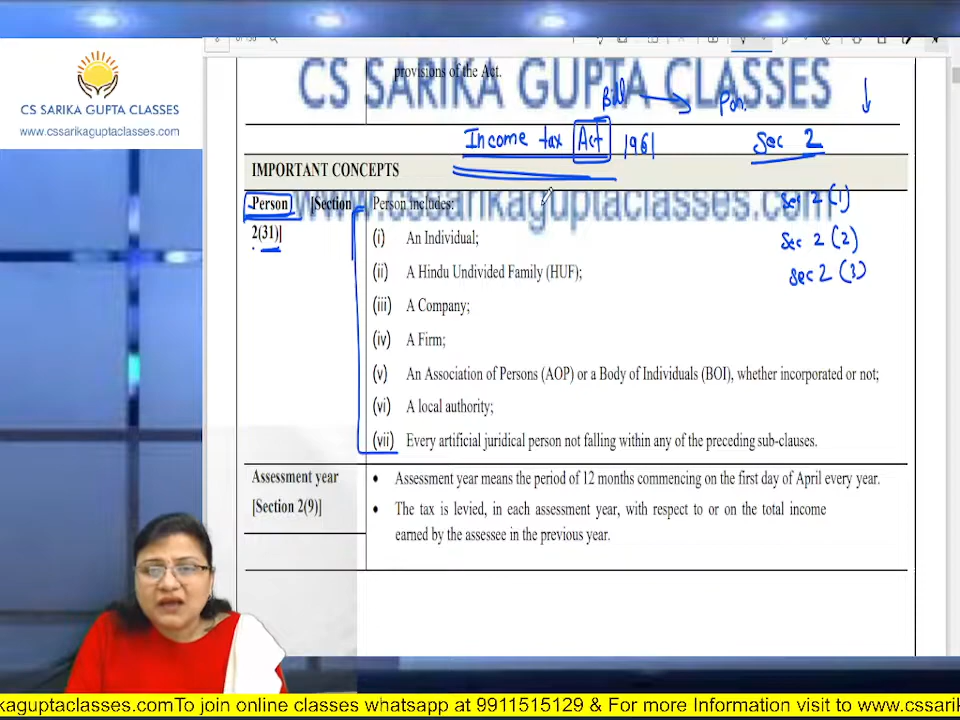 provisions of the Act.
CS SARIKA GUPTA CLASSES
Bill
CS SARIKA GUPTA CLASSES
www.cssarikaguptaclasses.com
Income tax Act 1961
Sec 2
IMPORTANT CONCEPTS
www.cssarikaguptaclasses.com
Person [Section
2(31)]
Person includes:
Sec 2 (1)
(i) An Individual;
Sec 2 (2)
(ii) A Hindu Undivided Family (HUF);
Sec 2 (3)
(iii) A Company;
(iv) A Firm;
(v) An Association of Persons (AOP) or a Body of Individuals (BOI), whether incorporated or not;
(vi) A local authority;
(vii) Every artificial juridical person not falling within any of the preceding sub-clauses.
Assessment year
[Section 2(9)]
• Assessment year means the period of 12 months commencing on the first day of April every year.
• The tax is levied, in each assessment year, with respect to or on the total income
earned by the assessee in the previous year.
kaguptaclasses.comTo join online classes whatsapp at 9911515129 & For more Information visit to www.cssarika